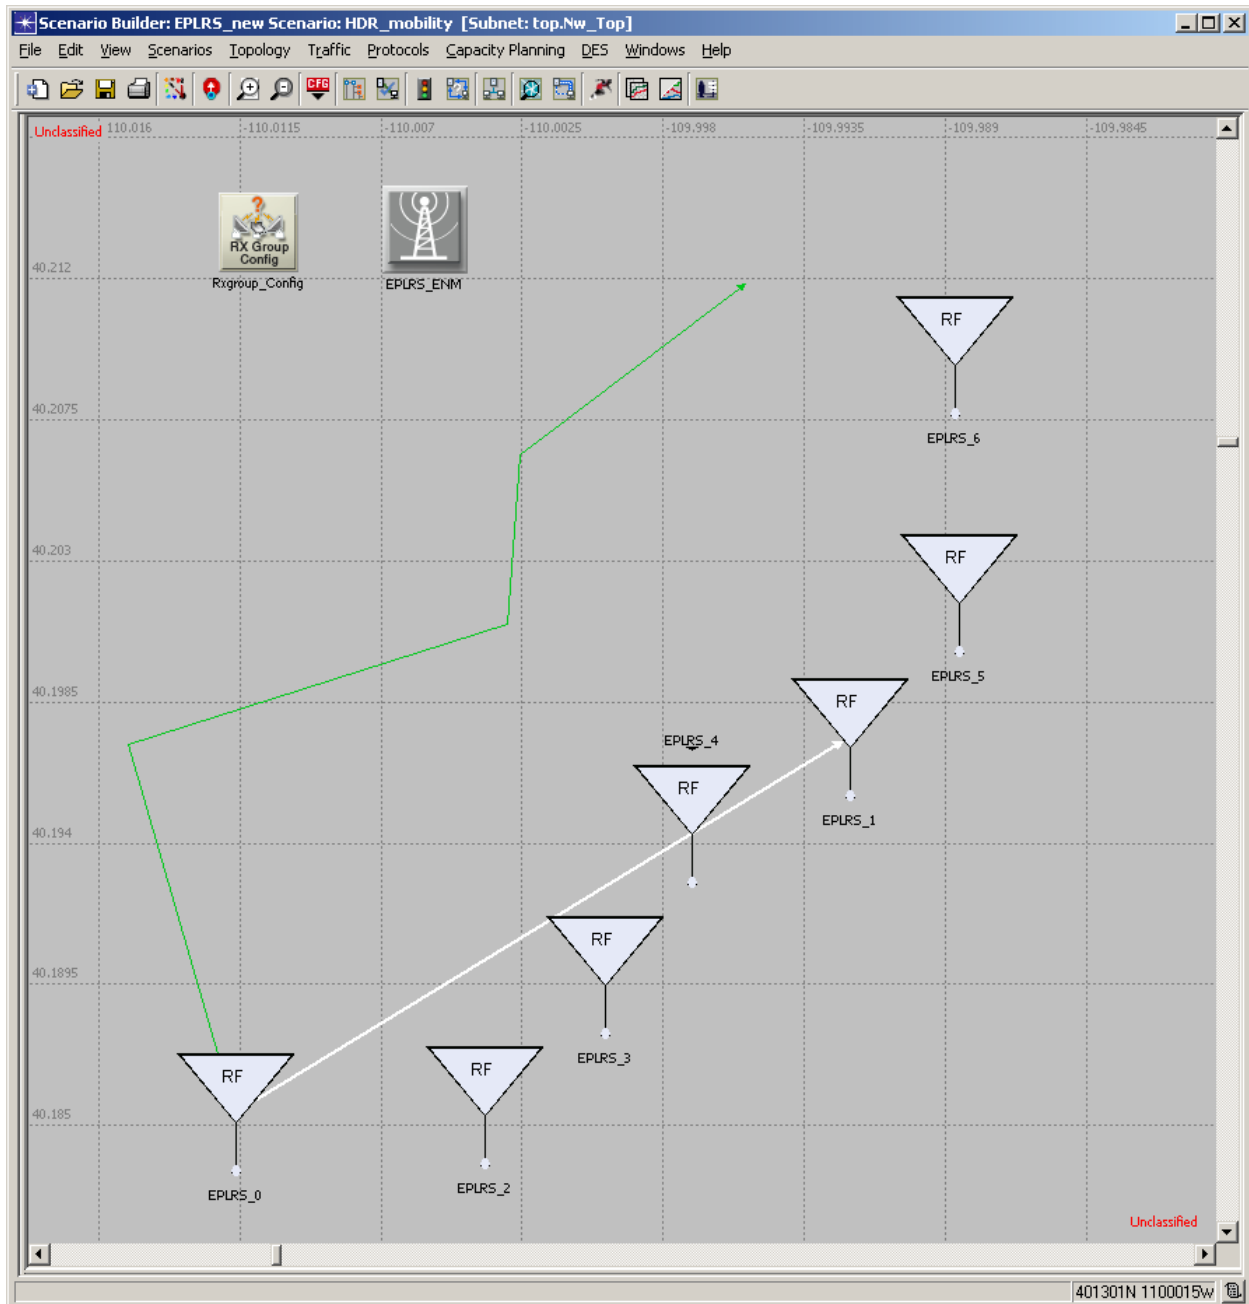 Scenario Builder: EPLRS_new Scenario: HDR_mobility [Subnet: top.Nw_Top]
File Edit View Scenarios Topology Traffic Protocols Capacity Planning DES Windows Help
CFG
Unclassified 110.016 -110.0115 -110.007 -110.0025 -109.998 -109.9935 -109.989 -109.9845
?
RX Group
Config
Rxgroup_Config
EPLRS_ENM
40.212
RF
EPLRS_6
40.2075
40.203
RF
EPLRS_5
40.1985
RF
EPLRS_1
EPLRS_4
RF
40.194
RF
EPLRS_3
40.1895
RF
EPLRS_0
RF
EPLRS_2
40.185
Unclassified
401301N 1100015W